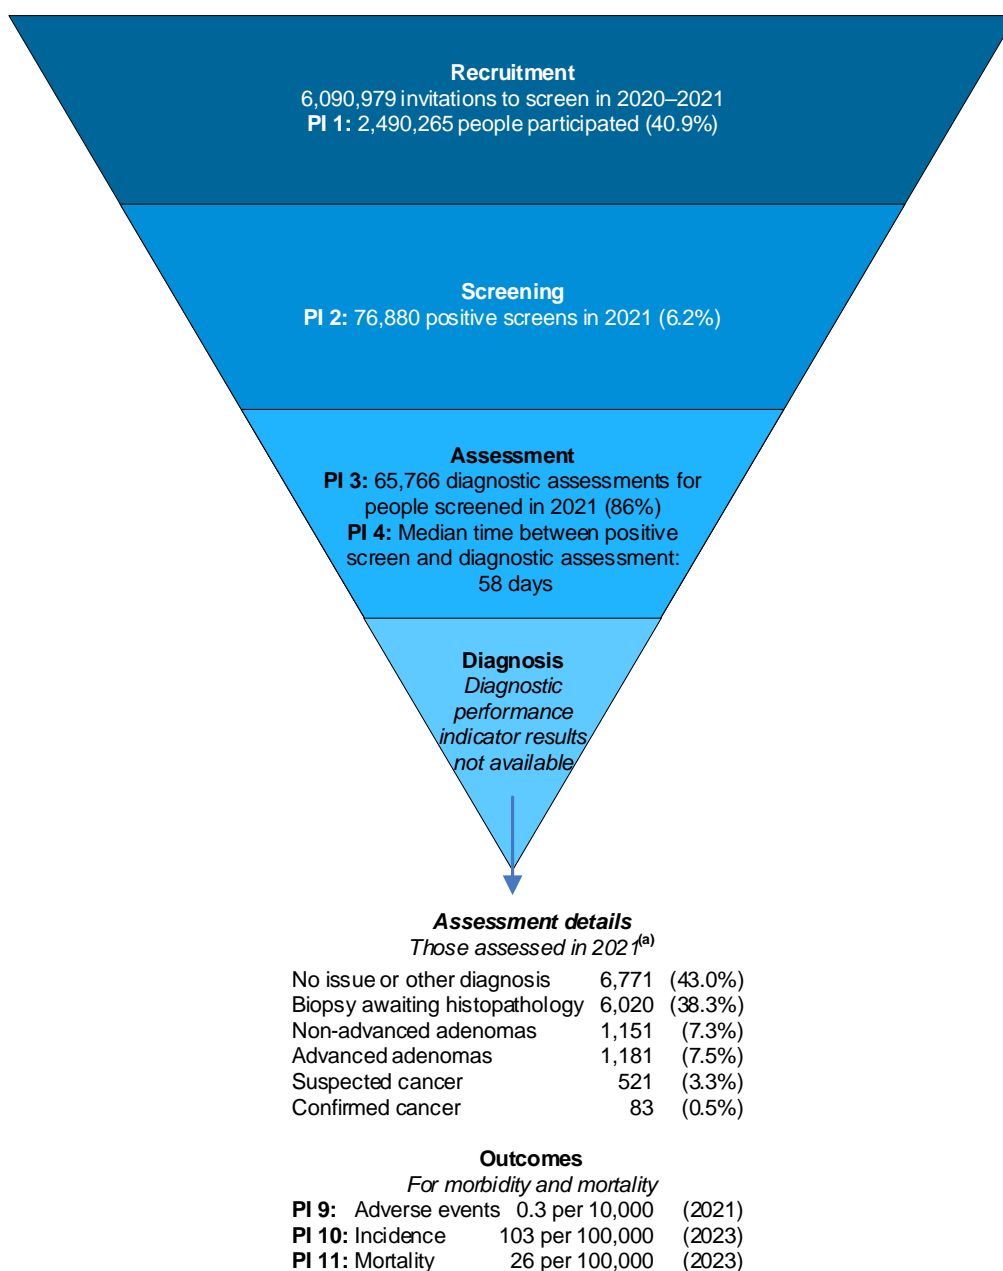 Recruitment
6,090,979 invitations to screen in 2020–2021
PI 1: 2,490,265 people participated (40.9%)
Screening
PI 2: 76,880 positive screens in 2021 (6.2%)
Assessment
PI 3: 65,766 diagnostic assessments for
people screened in 2021 (86%)
PI 4: Median time between positive
screen and diagnostic assessment:
58 days
Diagnosis
Diagnostic
performance
indicator results
not available
Assessment details
Those assessed in 2021(a)
No issue or other diagnosis 6,771 (43.0%)
Biopsy awaiting histopathology 6,020 (38.3%)
Non-advanced adenomas 1,151 (7.3%)
Advanced adenomas 1,181 (7.5%)
Suspected cancer 521 (3.3%)
Confirmed cancer 83 (0.5%)
Outcomes
For morbidity and mortality
PI 9: Adverse events 0.3 per 10,000 (2021)
PI 10: Incidence 103 per 100,000 (2023)
PI 11: Mortality 26 per 100,000 (2023)